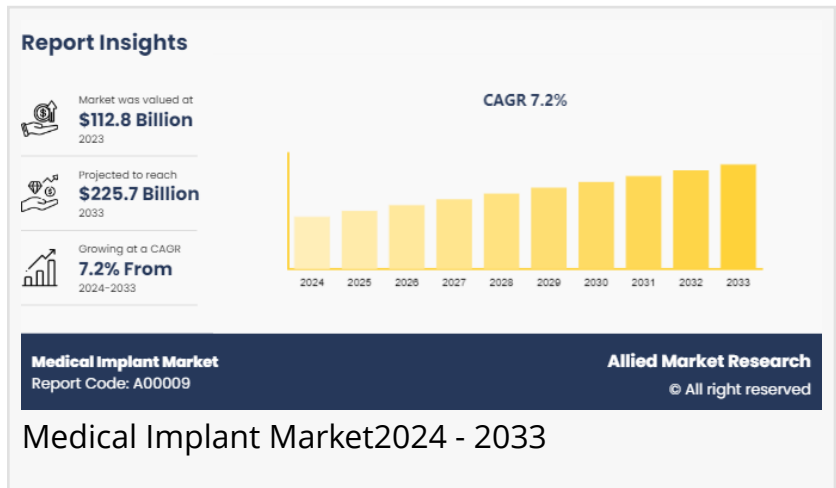 Report Insights
Market was valued at
$112.8 Billion
2023
Projected to reach
$225.7 Billion
2033
Growing at a CAGR
7.2% From
2024-2033
CAGR 7.2%
2024 2025 2026 2027 2028 2029 2030 2031 2032 2033
Medical Implant Market
Report Code: A00009
Allied Market Research
© All right reserved
Medical Implant Market2024 - 2033